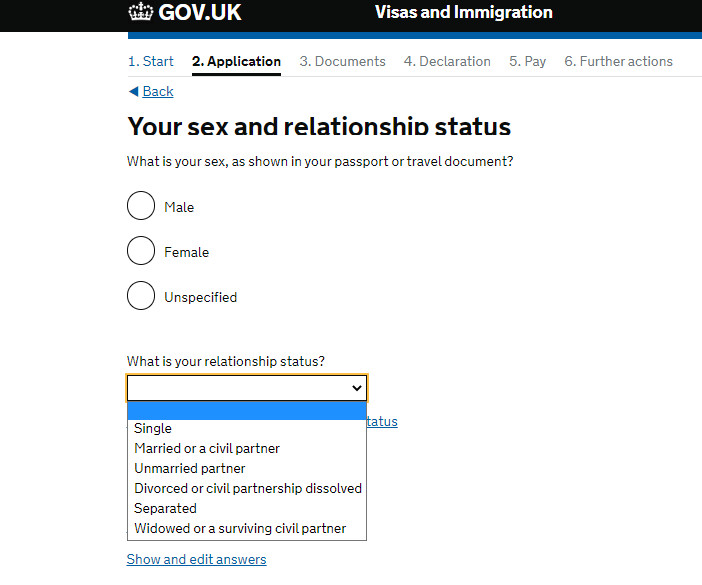 GOV.UK
Visas and Immigration
1. Start 2. Application 3. Documents 4. Declaration 5. Pay 6. Further actions
Back
Your sex and relationship status
What is your sex, as shown in your passport or travel document?
Male
Female
Unspecified
What is your relationship status?
tatus
Single
Married or a civil partner
Unmarried partner
Divorced or civil partnership dissolved
Separated
Widowed or a surviving civil partner
Show and edit answers